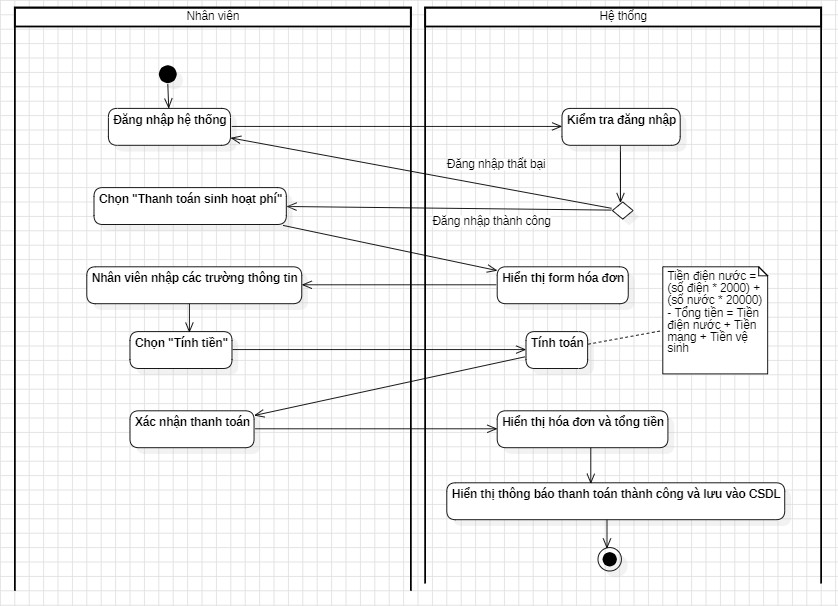 Nhân viên
Hệ thống
Đăng nhập hệ thống
Kiểm tra đăng nhập
Đăng nhập thất bại
Chọn "Thanh toán sinh hoạt phí"
Đăng nhập thành công
Nhân viên nhập các trường thông tin
Hiển thị form hóa đơn
Tiền điện nước =
(số điện * 2000) +
(số nước * 20000)
- Tổng tiền = Tiền
điện nước + Tiền
mạng + Tiền vệ
sinh
Chọn "Tính tiền"
Tính toán
Xác nhận thanh toán
Hiển thị hóa đơn và tổng tiền
Hiển thị thông báo thanh toán thành công và lưu vào CSDL